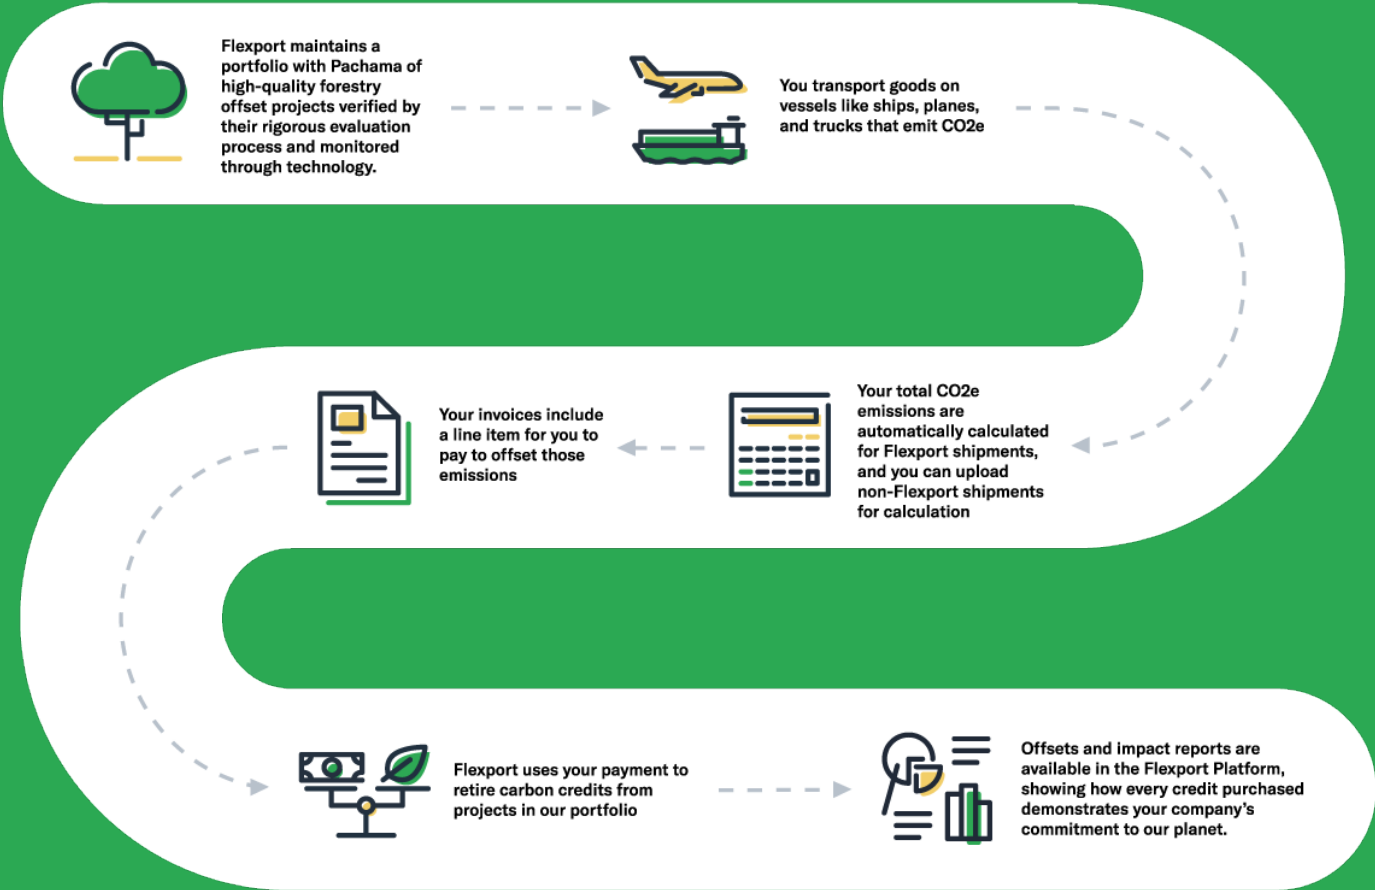 Flexport maintains a
portfolio with Pachama of
high-quality forestry
offset projects verified by
their rigorous evaluation
process and monitored
through technology.
You transport goods on
vessels like ships, planes,
and trucks that emit CO2e
Your total CO2e
emissions are
automatically calculated
for Flexport shipments,
and you can upload
non-Flexport shipments
for calculation
Your invoices include
a line item for you to
pay to offset those
emissions
Flexport uses your payment to
retire carbon credits from
projects in our portfolio
Offsets and impact reports are
available in the Flexport Platform,
showing how every credit purchased
demonstrates your company’s
commitment to our planet.